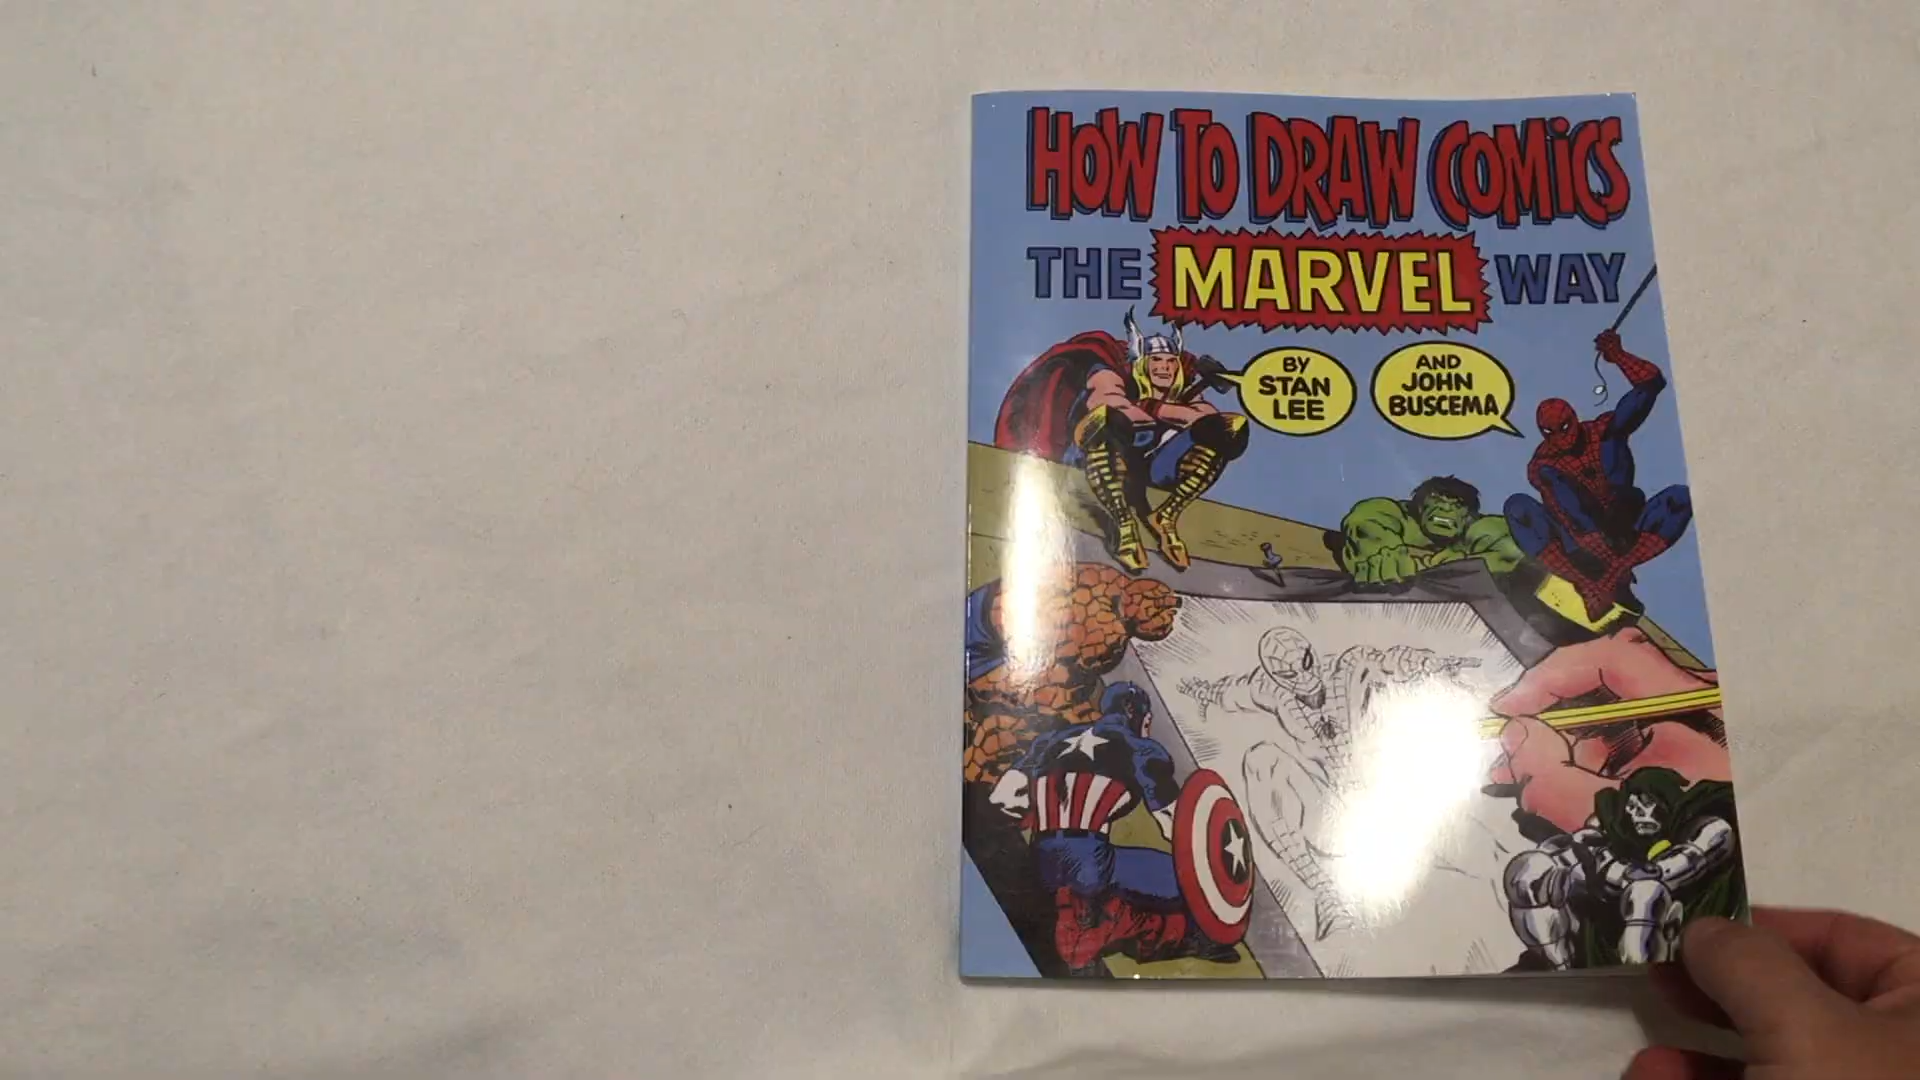 HOW TO DRAW COMICS
THE MARVEL WAY
BY
STAN
LEE
AND
JOHN
BUSCEMA